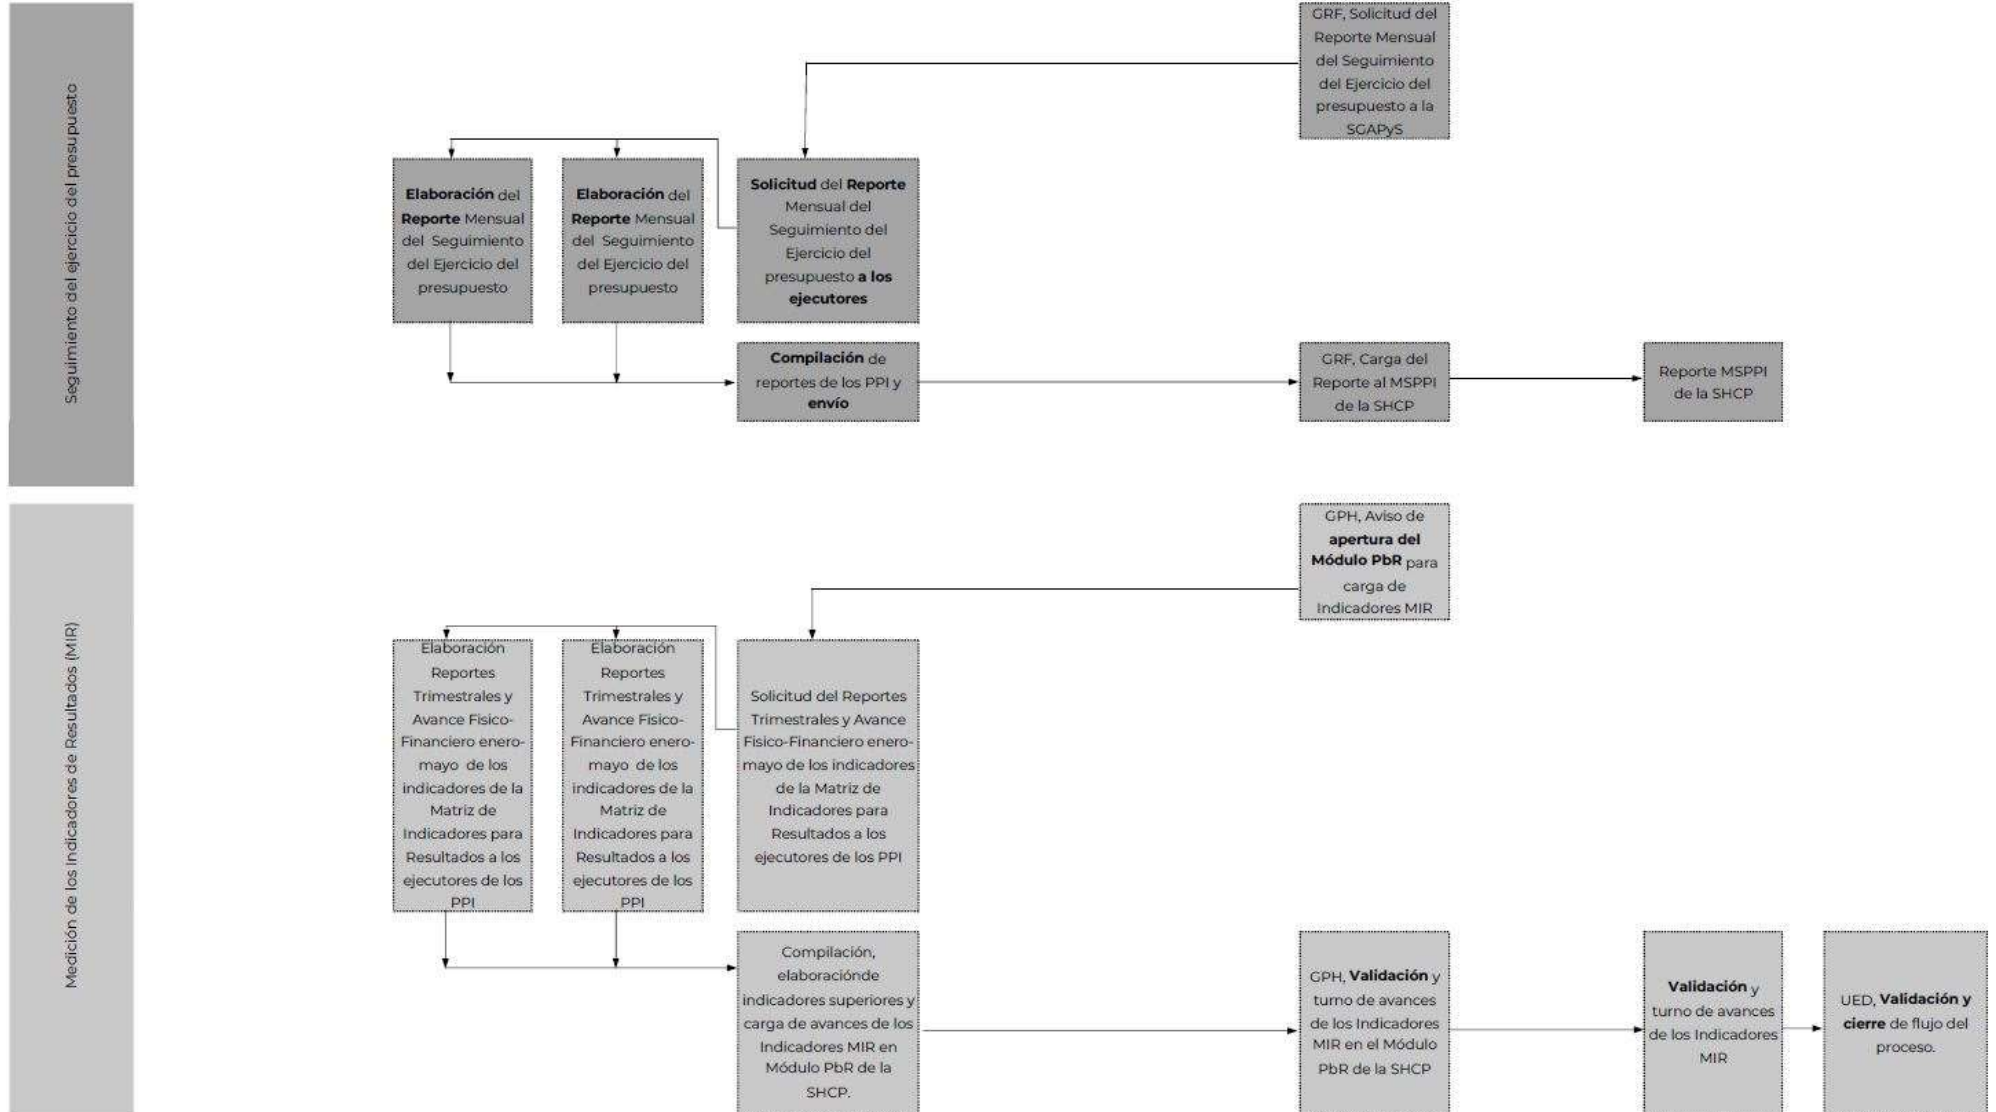 Seguimiento del ejercicio del presupuesto
GRF, Solicitud del
Reporte Mensual
del Seguimiento
del Ejercicio del
presupuesto a la
SGAPyS
Elaboración del
Reporte Mensual
del Seguimiento
del Ejercicio del
presupuesto
Elaboración del
Reporte Mensual
del Seguimiento
del Ejercicio del
presupuesto
Solicitud del Reporte
Mensual del
Seguimiento del
Ejercicio del
presupuesto a los
ejecutores
Compilación de
reportes de los PPI y
envío
GRF, Carga del
Reporte al MSPPI
de la SHCP
Reporte MSPPI
de la SHCP
Medición de los Indicadores de Resultados (MIR)
GPH, Aviso de
apertura del
Módulo PbR para
carga de
Indicadores MIR
Elaboración
Reportes
Trimestrales y
Avance Fisico-
Financiero enero-
mayo de los
indicadores de la
Matriz de
Indicadores para
Resultados a los
ejecutores de los
PPI
Elaboración
Reportes
Trimestrales y
Avance Fisico-
Financiero enero-
mayo de los
indicadores de la
Matriz de
Indicadores para
Resultados a los
ejecutores de los
PPI
Solicitud del Reportes
Trimestrales y Avance
Fisico-Financiero enero-
mayo de los indicadores
de la Matriz de
Indicadores para
Resultados a los
ejecutores de los PPI
Compilación,
elaboraciónde
indicadores superiores y
carga de avances de los
Indicadores MIR en
Módulo PbR de la
SHCP.
GPH, Validación y
turno de avances
de los Indicadores
MIR en el Módulo
PbR de la SHCP
Validación y
turno de avances
de los Indicadores
MIR
UED, Validación y
cierre de flujo del
proceso.